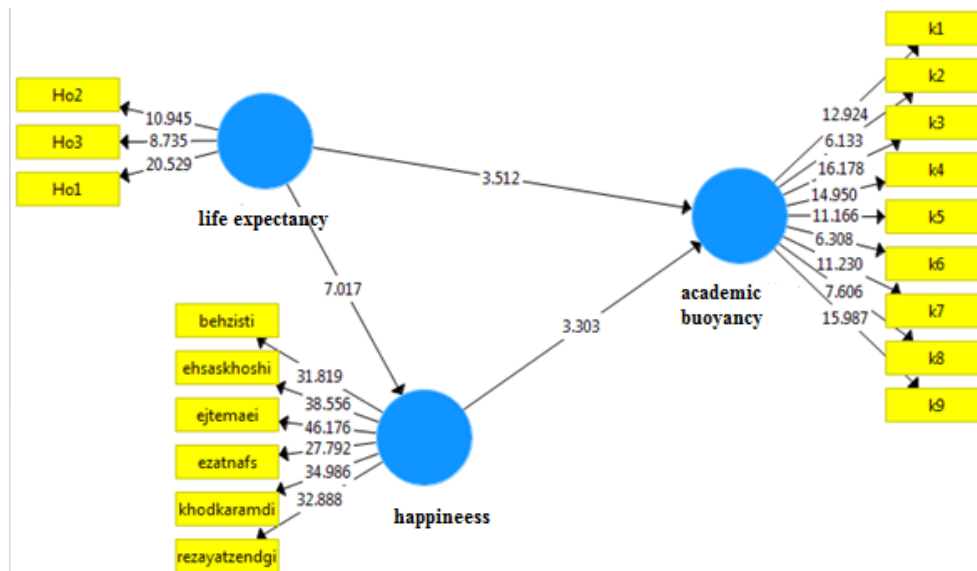 Ho2
Ho3
Ho1
10.945
8.735
20.529
life expectancy
3.512
7.017
3.303
behzisti
ehsaskhoshi
ejtemaei
ezatnafs
khodkaramdi
rezayatzendgi
31.819
38.556
46.176
27.792
34.986
32.888
happineess
academic
buoyancy
12.924
6.133
16.178
14.950
11.166
6.308
11.230
7.606
15.987
k1
k2
k3
k4
k5
k6
k7
k8
k9